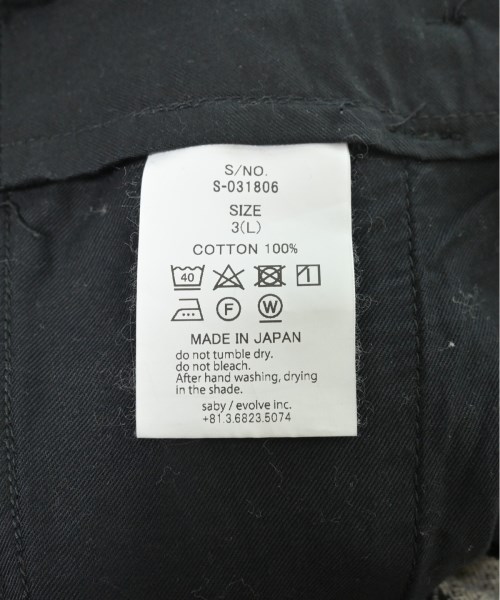 S/NO.
S-031806
SIZE
3(L)
COTTON 100%
40
F W
MADE IN JAPAN
do not tumble dry.
do not bleach.
After hand washing, drying
in the shade.
saby / evolve inc.
+81.3.6823.5074